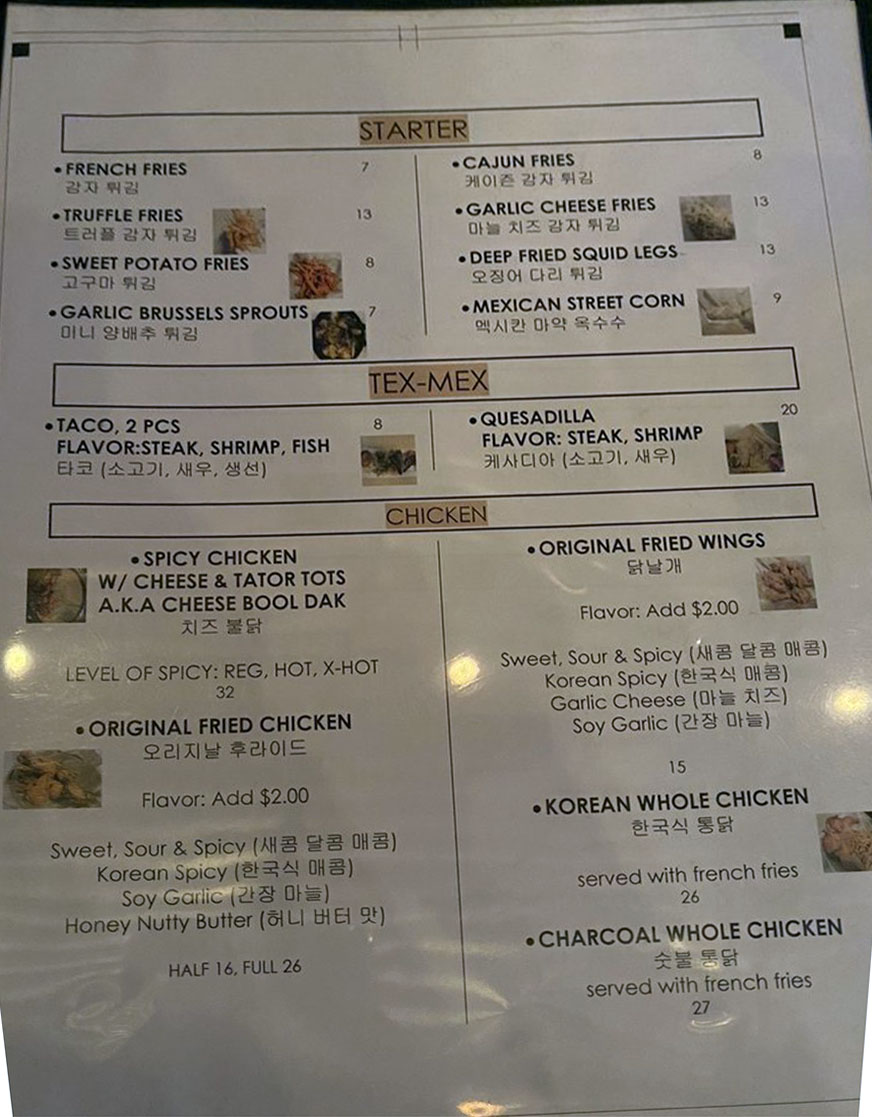 STARTER
•FRENCH FRIES 7
감자 튀김
•TRUFFLE FRIES 13
트러플 감자 튀김
•SWEET POTATO FRIES 8
고구마 튀김
•GARLIC BRUSSELS SPROUTS 7
미니 양배추 튀김
•CAJUN FRIES 8
케이준 감자 튀김
•GARLIC CHEESE FRIES 13
마늘 치즈 감자 튀김
•DEEP FRIED SQUID LEGS 13
오징어 다리 튀김
•MEXICAN STREET CORN 9
멕시칸 마약 옥수수
TEX-MEX
•TACO, 2 PCS 8
FLAVOR:STEAK, SHRIMP, FISH
타코 (소고기, 새우, 생선)
•QUESADILLA 20
FLAVOR: STEAK, SHRIMP
케사디아 (소고기, 새우)
CHICKEN
•SPICY CHICKEN
W/ CHEESE & TATOR TOTS
A.K.A CHEESE BOOL DAK
치즈 불닭
LEVEL OF SPICY: REG, HOT, X-HOT
32
•ORIGINAL FRIED CHICKEN
오리지날 후라이드
Flavor: Add $2.00
Sweet, Sour & Spicy (새콤 달콤 매콤)
Korean Spicy (한국식 매콤)
Soy Garlic (간장 마늘)
Honey Nutty Butter (허니 버터 맛)
HALF 16, FULL 26
•ORIGINAL FRIED WINGS
닭날개
Flavor: Add $2.00
Sweet, Sour & Spicy (새콤 달콤 매콤)
Korean Spicy (한국식 매콤)
Garlic Cheese (마늘 치즈)
Soy Garlic (간장 마늘)
15
•KOREAN WHOLE CHICKEN
한국식 통닭
served with french fries
26
•CHARCOAL WHOLE CHICKEN
숯불 통닭
served with french fries
27